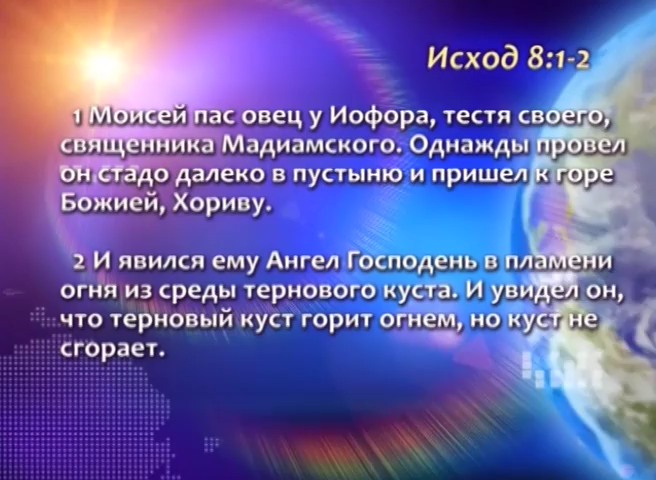 Исход 8:1-2
1 Моисей пас овец у Иофора, тестя своего,
священника Мадиамского. Однажды провел
он стадо далеко в пустыню и пришел к горе
Божией, Хориву.
2 И явился ему Ангел Господень в пламени
огня из среды тернового куста. И увидел он,
что терновый куст горит огнем, но куст не
сгорает.